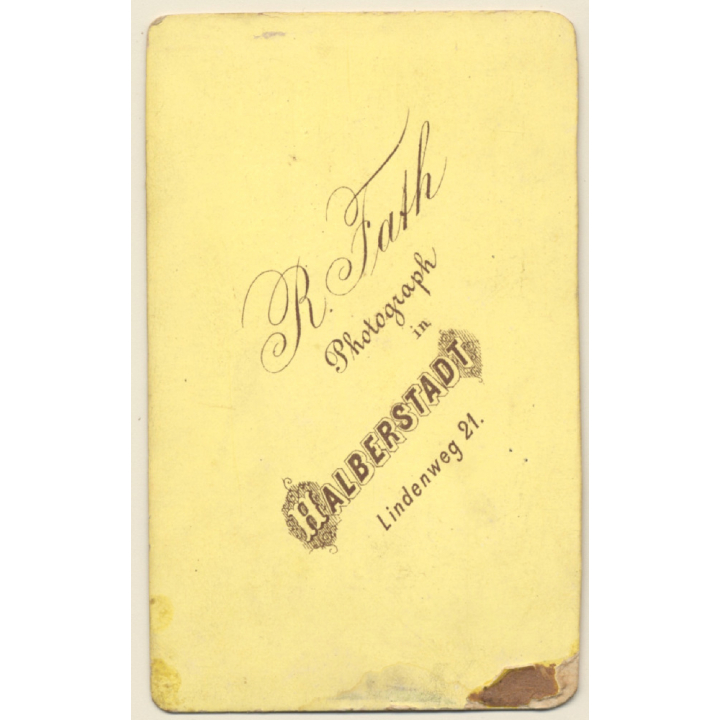 R. Fath
Photograph
in
HALBERSTADT
Lindenweg 21.